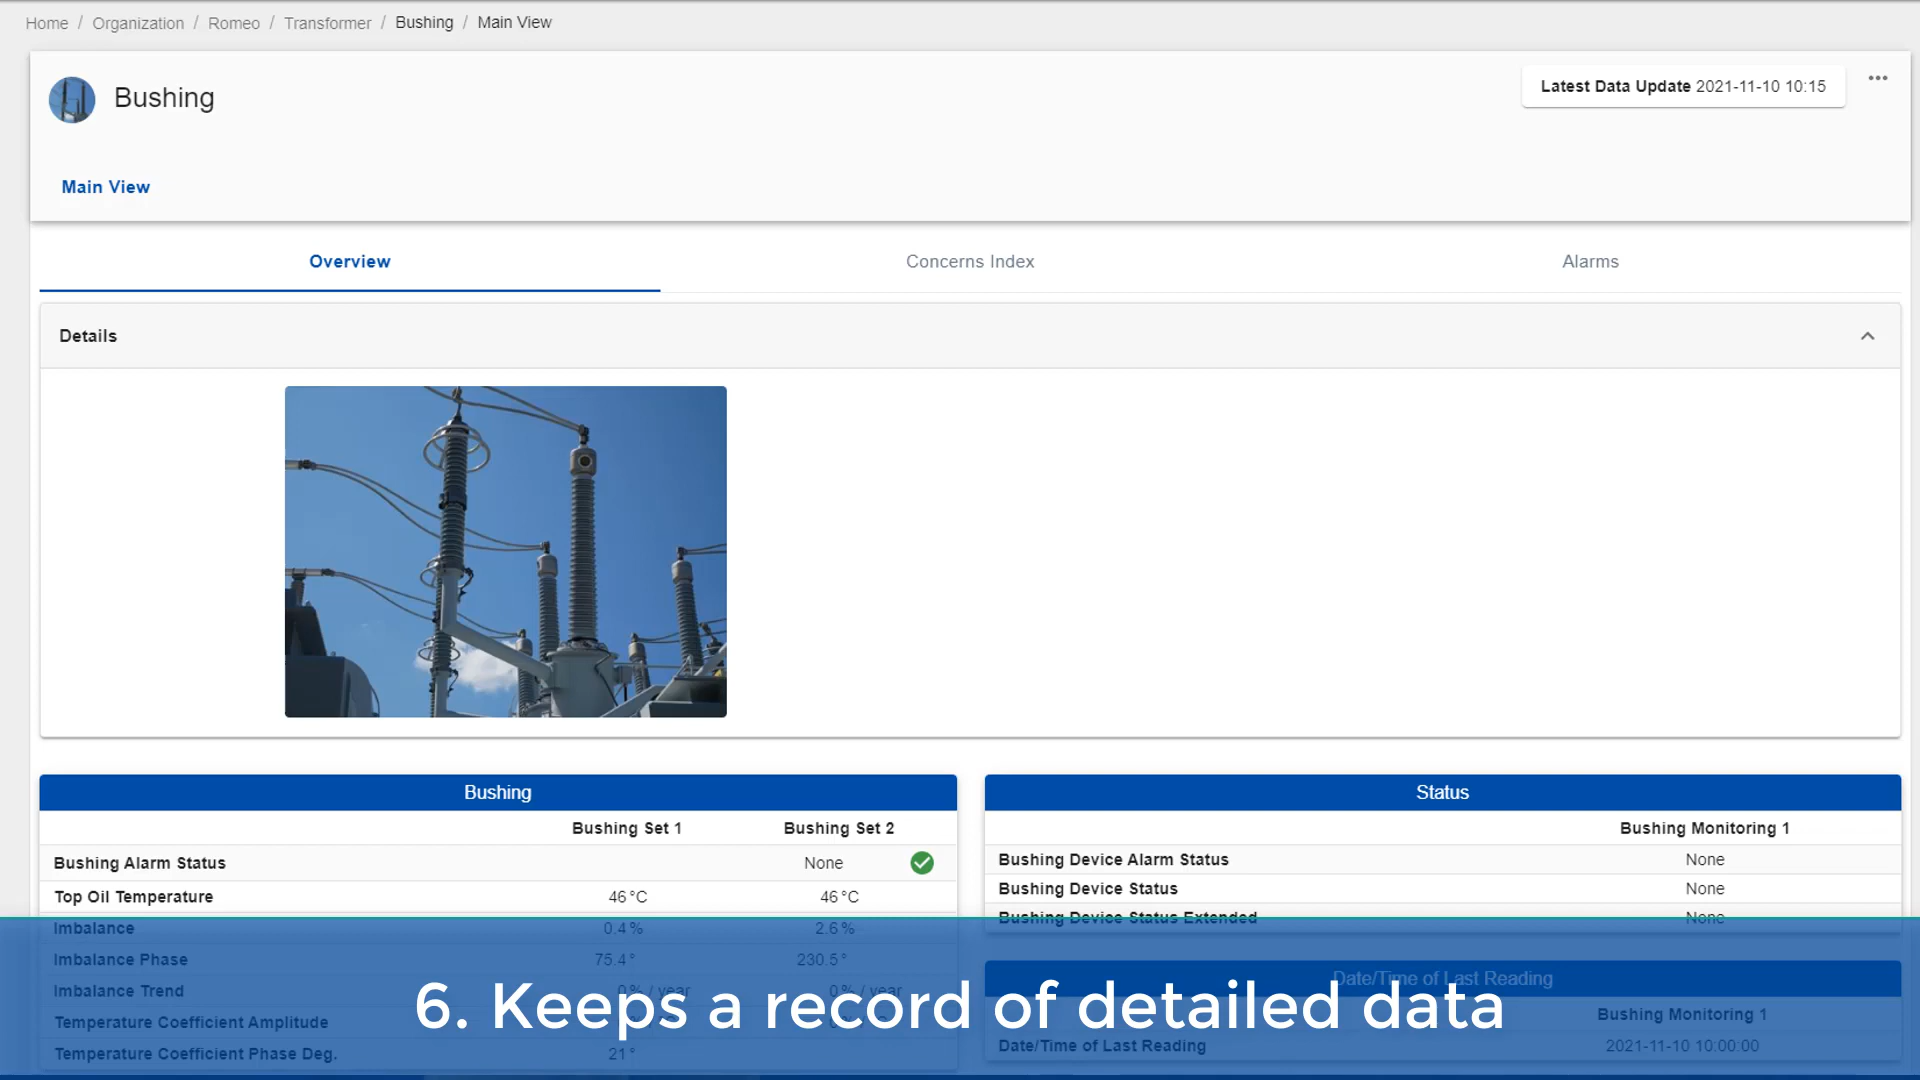 Home / Organization / Romeo / Transformer / Bushing / Main View
Bushing
Latest Data Update 2021-11-10 10:15
Main View
Overview
Concerns Index
Alarms
Details
Bushing
Bushing Set 1 Bushing Set 2
Bushing Alarm Status None
Top Oil Temperature 46 °C 46 °C
Imbalance 0.4 % 2.6 %
Imbalance Phase 75.4 ° 230.5 °
Imbalance Trend 0 % / year 0 % / year
Temperature Coefficient Amplitude
Temperature Coefficient Phase Deg. 21 °
Status
Bushing Monitoring 1
Bushing Device Alarm Status None
Bushing Device Status None
Bushing Device Status Extended None
Date/Time of Last Reading
Bushing Monitoring 1
Date/Time of Last Reading 2021-11-10 10:00:00
6. Keeps a record of detailed data